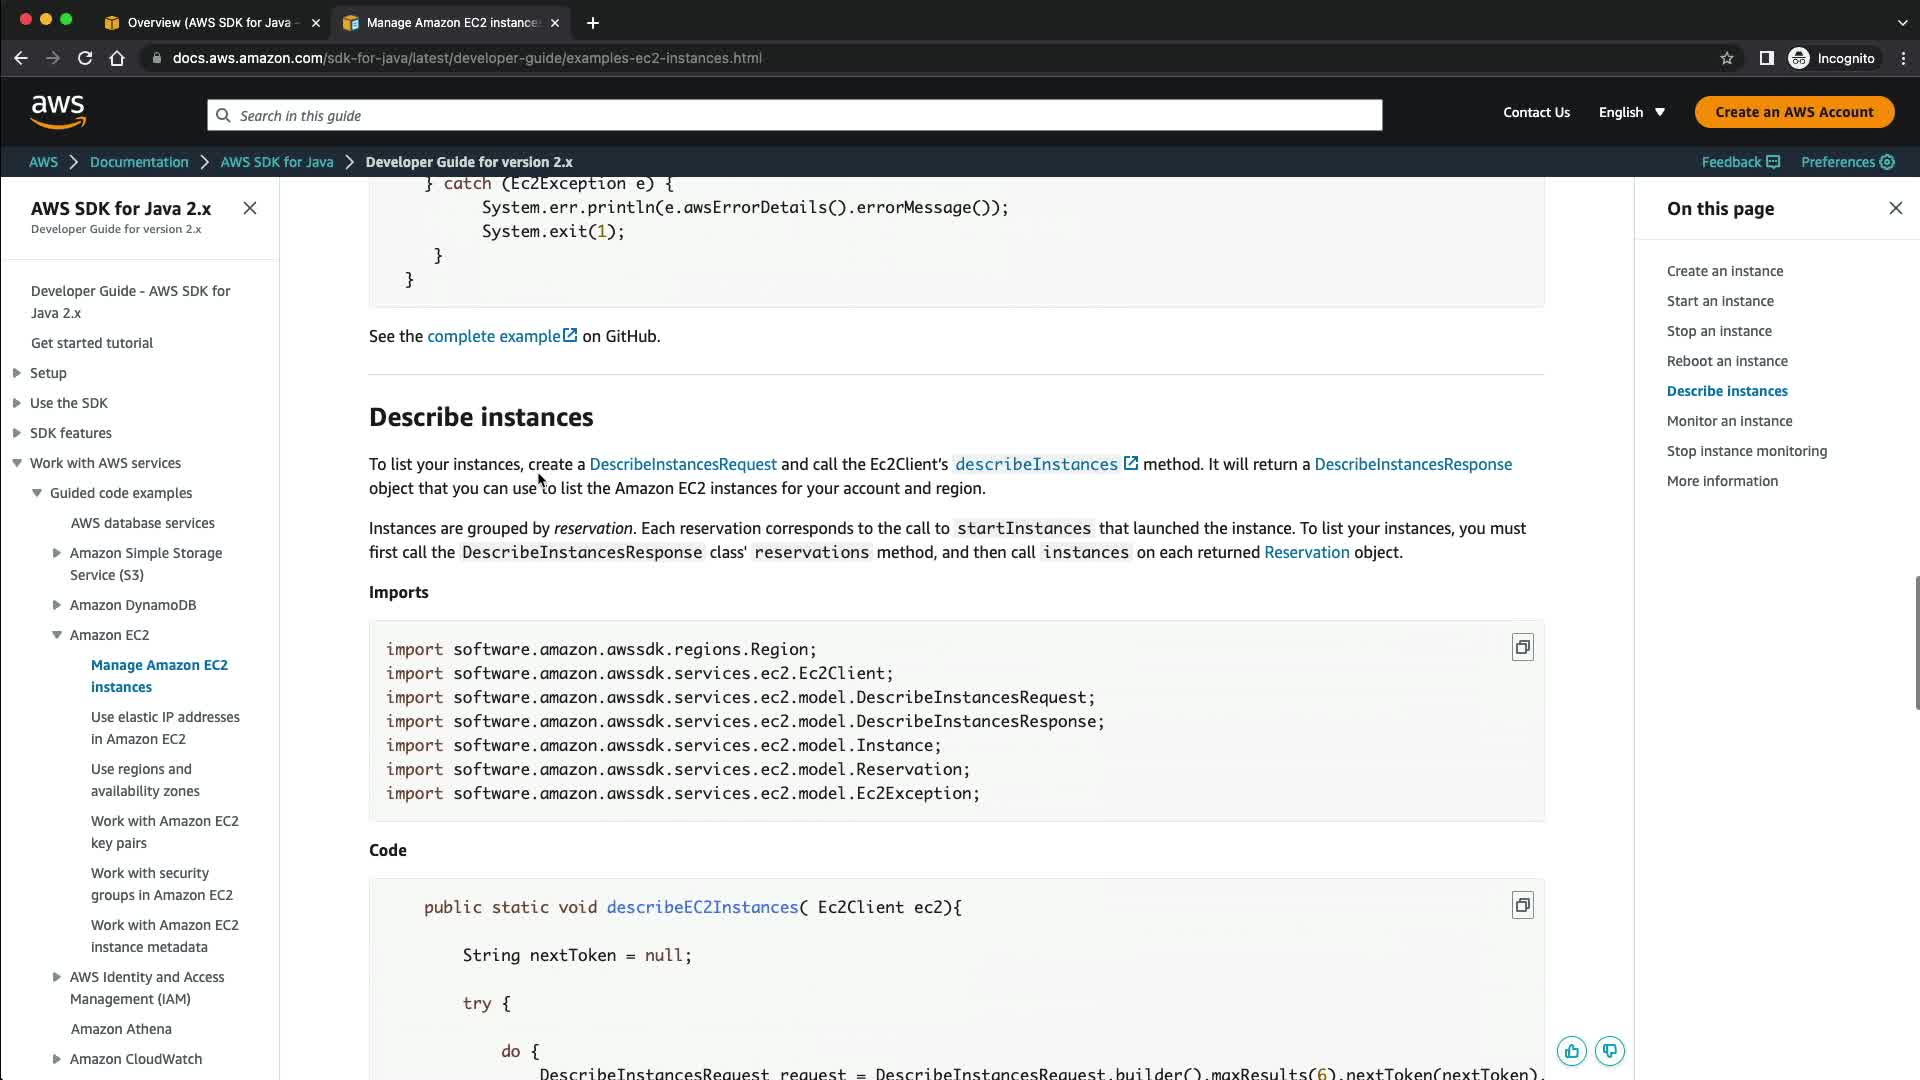 Overview (AWS SDK for Java -
Manage Amazon EC2 instance
docs.aws.amazon.com/sdk-for-java/latest/developer-guide/examples-ec2-instances.html
Incognito
aws
Search in this guide
Contact Us
English
Create an AWS Account
AWS
Documentation
AWS SDK for Java
Developer Guide for version 2.x
Feedback
Preferences
AWS SDK for Java 2.x
Developer Guide for version 2.x
Developer Guide - AWS SDK for
Java 2.x
Get started tutorial
Setup
Use the SDK
SDK features
Work with AWS services
Guided code examples
AWS database services
Amazon Simple Storage
Service (S3)
Amazon DynamoDB
Amazon EC2
Manage Amazon EC2
instances
Use elastic IP addresses
in Amazon EC2
Use regions and
availability zones
Work with Amazon EC2
key pairs
Work with security
groups in Amazon EC2
Work with Amazon EC2
instance metadata
AWS Identity and Access
Management (IAM)
Amazon Athena
Amazon CloudWatch
} catch (Ec2Exception e) {
System.err.println(e.awsErrorDetails().errorMessage());
System.exit(1);
}
}
See the complete example on GitHub.
Describe instances
To list your instances, create a DescribeInstancesRequest and call the Ec2Client's describeInstances method. It will return a DescribeInstancesResponse
object that you can use to list the Amazon EC2 instances for your account and region.
Instances are grouped by reservation. Each reservation corresponds to the call to startInstances that launched the instance. To list your instances, you must
first call the DescribeInstancesResponse class' reservations method, and then call instances on each returned Reservation object.
Imports
import software.amazon.awssdk.regions.Region;
import software.amazon.awssdk.services.ec2.Ec2Client;
import software.amazon.awssdk.services.ec2.model.DescribeInstancesRequest;
import software.amazon.awssdk.services.ec2.model.DescribeInstancesResponse;
import software.amazon.awssdk.services.ec2.model.Instance;
import software.amazon.awssdk.services.ec2.model.Reservation;
import software.amazon.awssdk.services.ec2.model.Ec2Exception;
Code
public static void describeEC2Instances( Ec2Client ec2){
String nextToken = null;
try {
do {
DescribeInstancesRequest request = DescribeInstancesRequest.builder().maxResults(6).nextToken(nextToken).
On this page
Create an instance
Start an instance
Stop an instance
Reboot an instance
Describe instances
Monitor an instance
Stop instance monitoring
More information